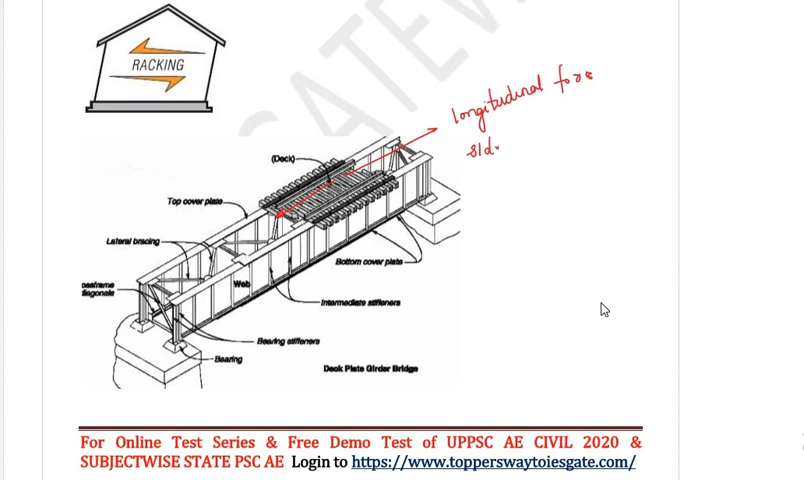 RACKING
longitudinal force
sld.
(Deck)
Top cover plate
Lateral bracing
Bottom cover plate
Web
Intermediate stiffeners
Bearing stiffeners
Bearing
Deck Plate Girder Bridge
For Online Test Series & Free Demo Test of UPPSC AE CIVIL 2020 &
SUBJECTWISE STATE PSC AE Login to https://www.topperswaytoiesgate.com/